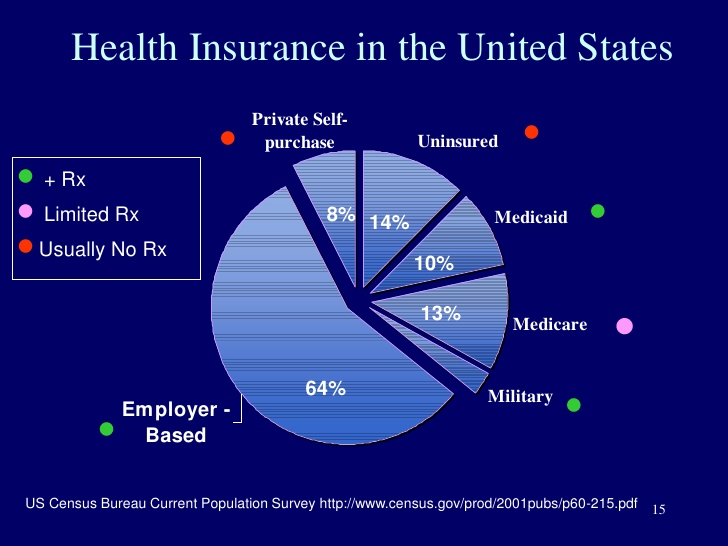 Health Insurance in the United States
Private Self-
purchase
Uninsured
+ Rx
Limited Rx
Usually No Rx
8%
14%
Medicaid
10%
13%
Medicare
64%
Military
Employer -
Based
US Census Bureau Current Population Survey http://www.census.gov/prod/2001pubs/p60-215.pdf
15